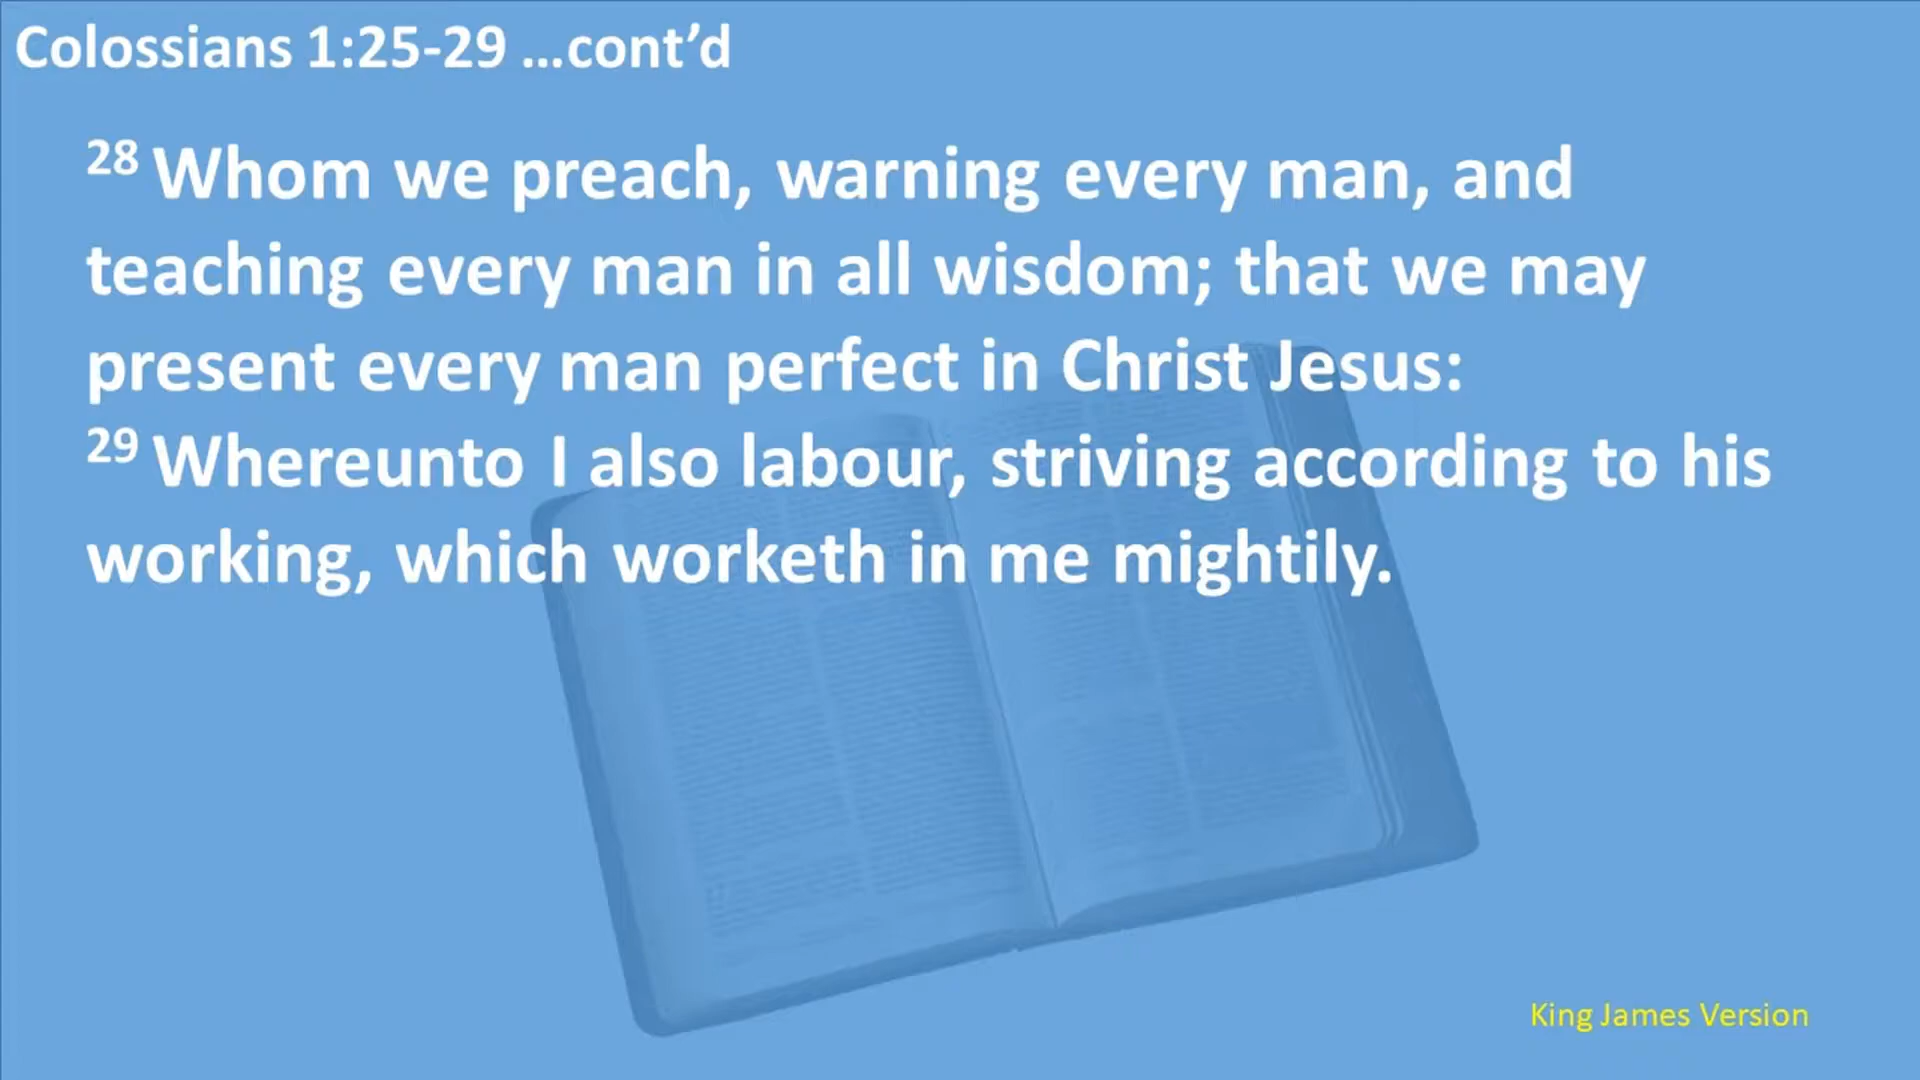 Colossians 1:25-29 ...cont’d
28 Whom we preach, warning every man, and
teaching every man in all wisdom; that we may
present every man perfect in Christ Jesus:
29 Whereunto I also labour, striving according to his
working, which worketh in me mightily.
King James Version